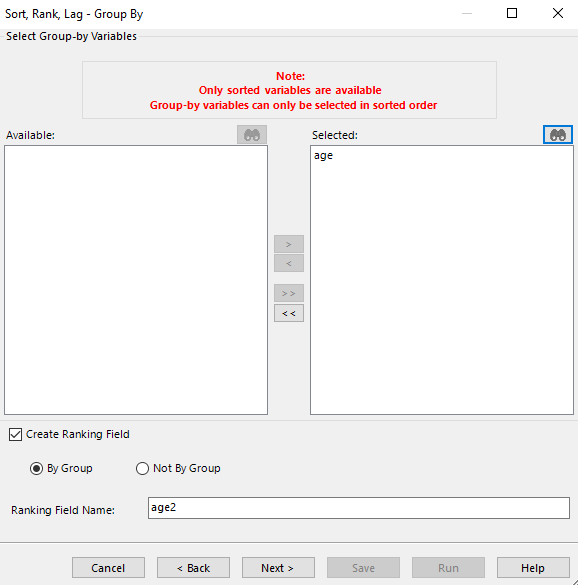 Sort, Rank, Lag - Group By
Select Group-by Variables
Note:
Only sorted variables are available
Group-by variables can only be selected in sorted order
Available:
Selected:
age
>
<
>>
<<
Create Ranking Field
By Group
Not By Group
Ranking Field Name:
age2
Cancel
< Back
Next >
Save
Run
Help